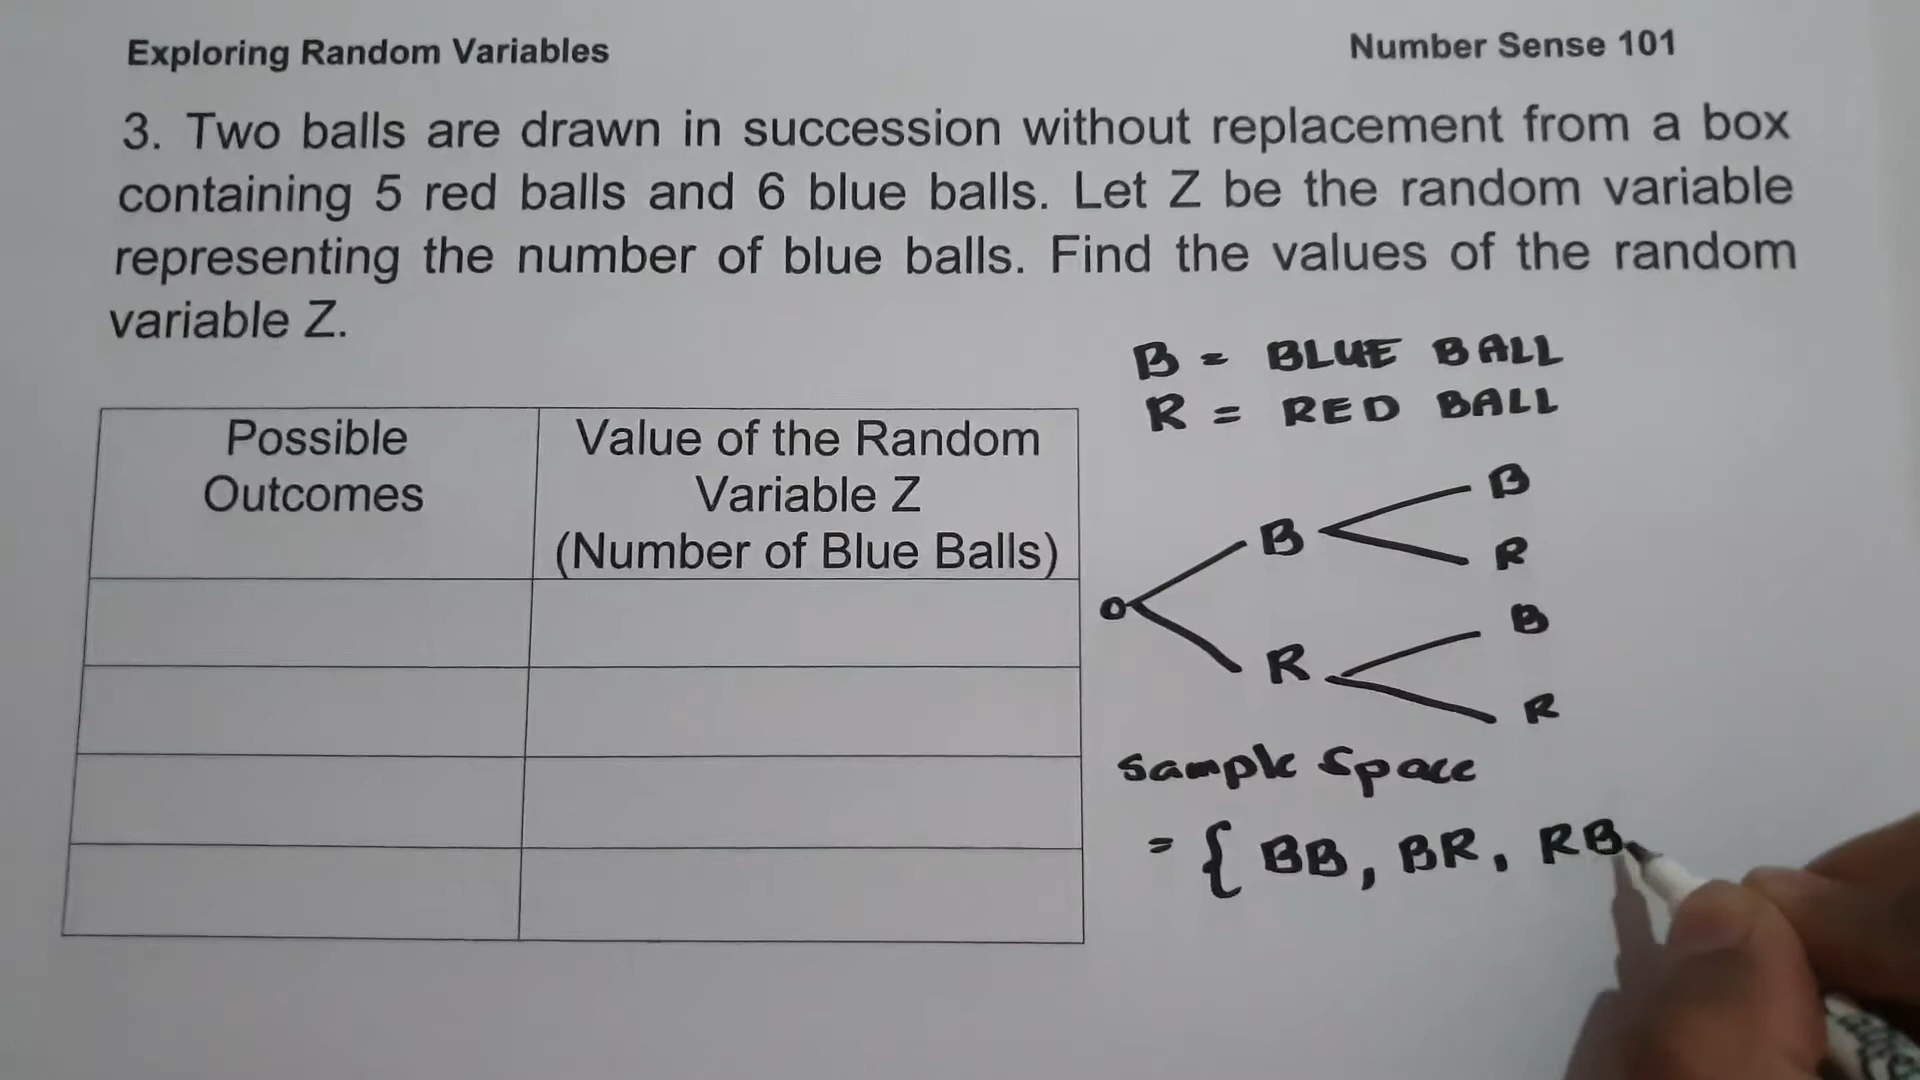 Exploring Random Variables
Number Sense 101
3. Two balls are drawn in succession without replacement from a box
containing 5 red balls and 6 blue balls. Let Z be the random variable
representing the number of blue balls. Find the values of the random
variable Z.
B = BLUE BALL
R = RED BALL
Possible
Outcomes
Value of the Random
Variable Z
(Number of Blue Balls)
B
R
B
R
B
R
O
Sample Space
= { BB, BR, RB